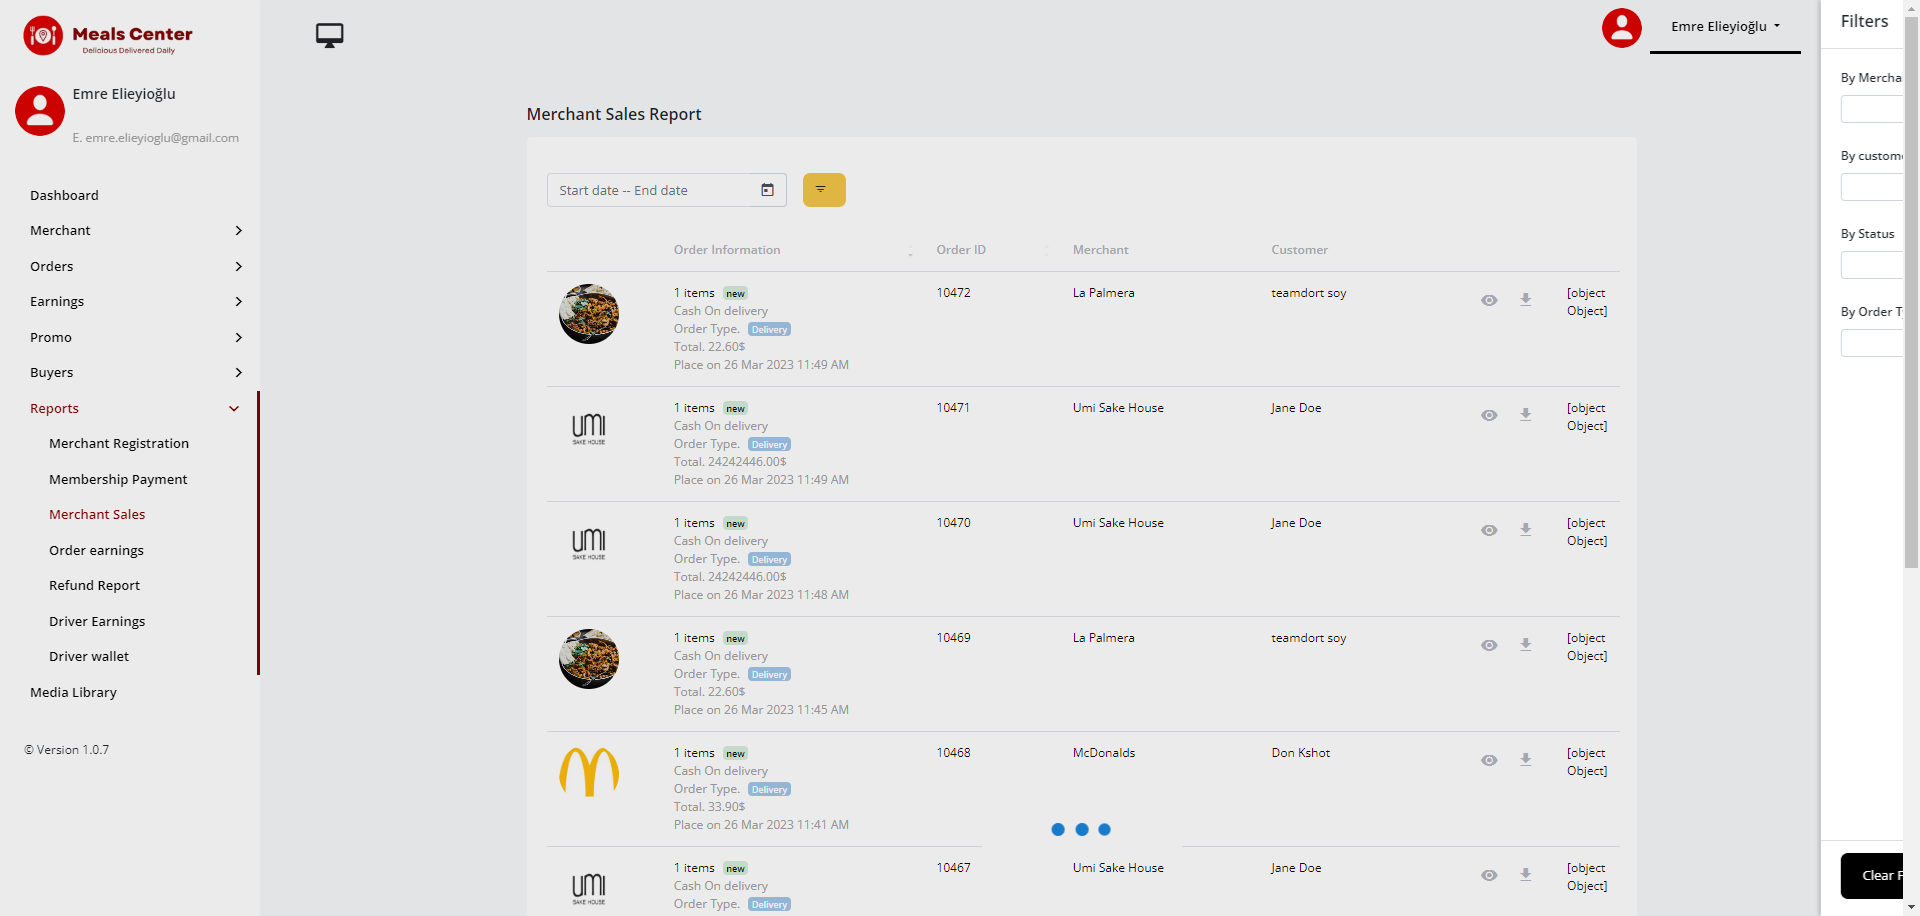 Meals Center
Delicious Delivered Daily
Emre Elieyioğlu
E. emre.elieyioglu@gmail.com
Dashboard
Merchant
Orders
Earnings
Promo
Buyers
Reports
Merchant Registration
Membership Payment
Merchant Sales
Order earnings
Refund Report
Driver Earnings
Driver wallet
Media Library
© Version 1.0.7
Emre Elieyioğlu
Merchant Sales Report
Start date -- End date
Order Information Order ID Merchant Customer
1 items new 10472 La Palmera teamdort soy [object Object]
Cash On delivery
Order Type. Delivery
Total. 22.60$
Place on 26 Mar 2023 11:49 AM
UMI
SAKE HOUSE
1 items new 10471 Umi Sake House Jane Doe [object Object]
Cash On delivery
Order Type. Delivery
Total. 24242446.00$
Place on 26 Mar 2023 11:49 AM
UMI
SAKE HOUSE
1 items new 10470 Umi Sake House Jane Doe [object Object]
Cash On delivery
Order Type. Delivery
Total. 24242446.00$
Place on 26 Mar 2023 11:48 AM
1 items new 10469 La Palmera teamdort soy [object Object]
Cash On delivery
Order Type. Delivery
Total. 22.60$
Place on 26 Mar 2023 11:45 AM
1 items new 10468 McDonalds Don Kshot [object Object]
Cash On delivery
Order Type. Delivery
Total. 33.90$
Place on 26 Mar 2023 11:41 AM
UMI
SAKE HOUSE
1 items new 10467 Umi Sake House Jane Doe [object Object]
Cash On delivery
Order Type. Delivery
Filters
By Mercha
By custome
By Status
By Order T
Clear F